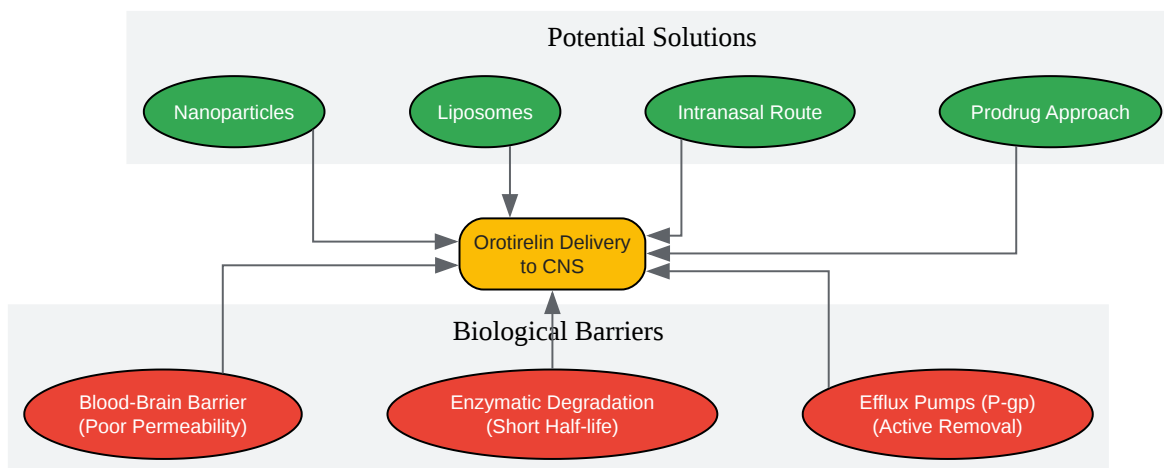 Potential Solutions
Nanoparticles
Liposomes
Intranasal Route
Prodrug Approach
Orotirelin Delivery
to CNS
Biological Barriers
Blood-Brain Barrier
(Poor Permeability)
Enzymatic Degradation
(Short Half-life)
Efflux Pumps (P-gp)
(Active Removal)